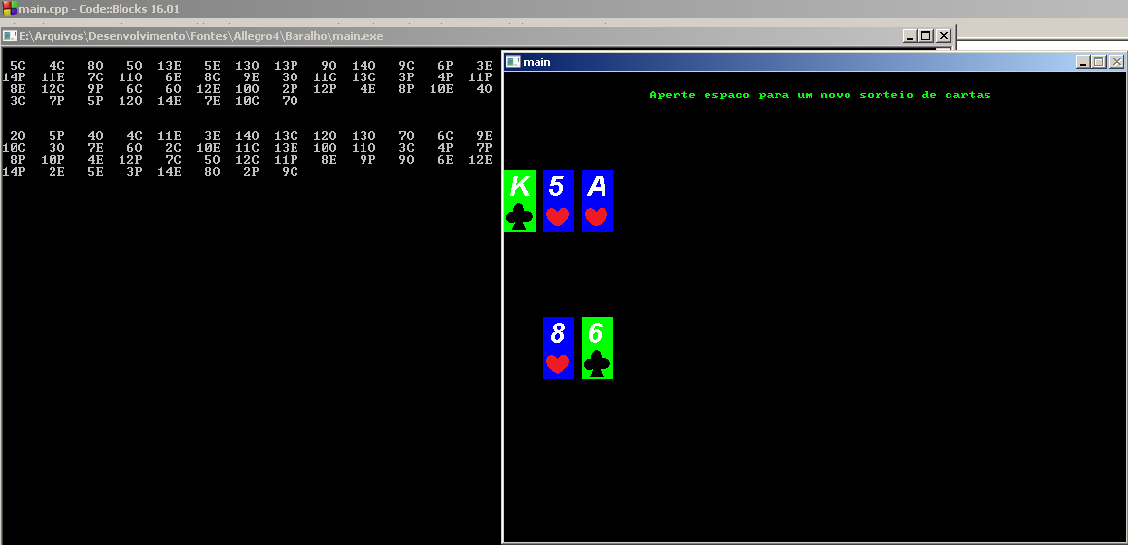 main.cpp - Code::Blocks 16.01
E:\Arquivos\Desenvolvimento\Fontes\Allegro4\Baralho\main.exe
5C 4C 8O 5O 13E 5E 13O 13P 9O 14O 9C 6P 3E
14P 11E 7C 11O 6E 8C 9E 3O 11C 13C 3P 4P 11P
8E 12C 9P 6C 6O 12E 10O 2P 12P 4E 8P 10E 4O
3C 7P 5P 12O 14E 7E 10C 7O
2O 5P 4O 4C 11E 3E 14O 13C 12O 13O 7O 6C 9E
10C 3O 7E 6O 2C 10E 11C 13E 10O 11O 3C 4P 7P
8P 10P 4E 12P 7C 5O 12C 11P 8E 9P 9O 6E 12E
14P 2E 5E 3P 14E 8O 2P 9C
main
Aperte espaco para um novo sorteio de cartas
K 5 A
8 6